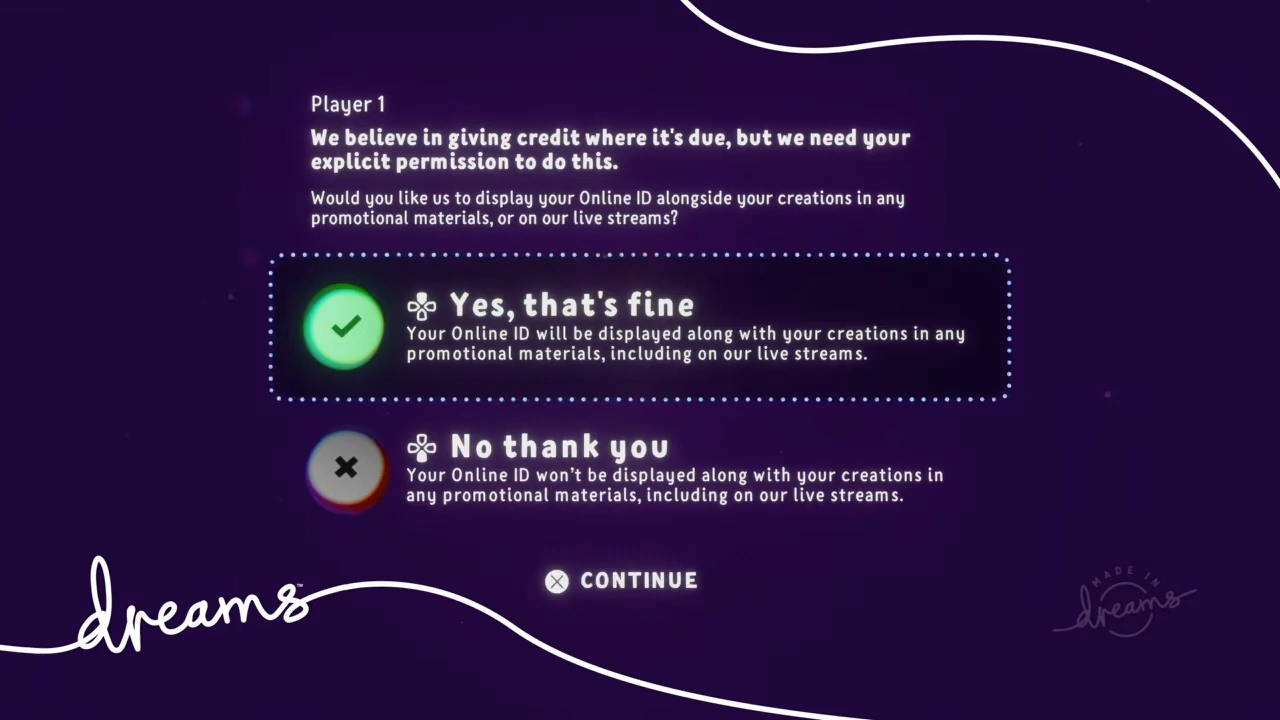 Player 1
We believe in giving credit where it's due, but we need your
explicit permission to do this.
Would you like us to display your Online ID alongside your creations in any
promotional materials, or on our live streams?
Yes, that's fine
Your Online ID will be displayed along with your creations in any
promotional materials, including on our live streams.
No thank you
Your Online ID won't be displayed along with your creations in
any promotional materials, including on our live streams.
CONTINUE
dreams™
MADE IN
dreams